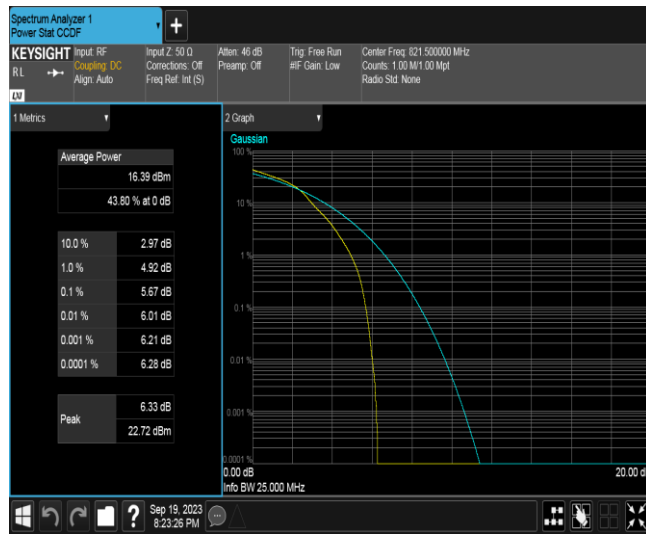 Spectrum Analyzer 1
Power Stat CCDF
+
KEYSIGHT
RL
LXI
Input: RF
Coupling: DC
Align: Auto
Input Z: 50 Ω
Corrections: Off
Freq Ref: Int (S)
Atten: 46 dB
Preamp: Off
Trig: Free Run
#IF Gain: Low
Center Freq: 821.500000 MHz
Counts: 1.00 M/1.00 Mpt
Radio Std: None
1 Metrics
Average Power
16.39 dBm
43.80 % at 0 dB
10.0 % 2.97 dB
1.0 % 4.92 dB
0.1 % 5.67 dB
0.01 % 6.01 dB
0.001 % 6.21 dB
0.0001 % 6.28 dB
Peak
6.33 dB
22.72 dBm
2 Graph
Gaussian
100 %
10 %
1 %
0.1 %
0.01 %
0.001 %
0.0001 %
0.00 dB
20.00 d
Info BW 25.000 MHz
?
Sep 19, 2023
8:23:26 PM